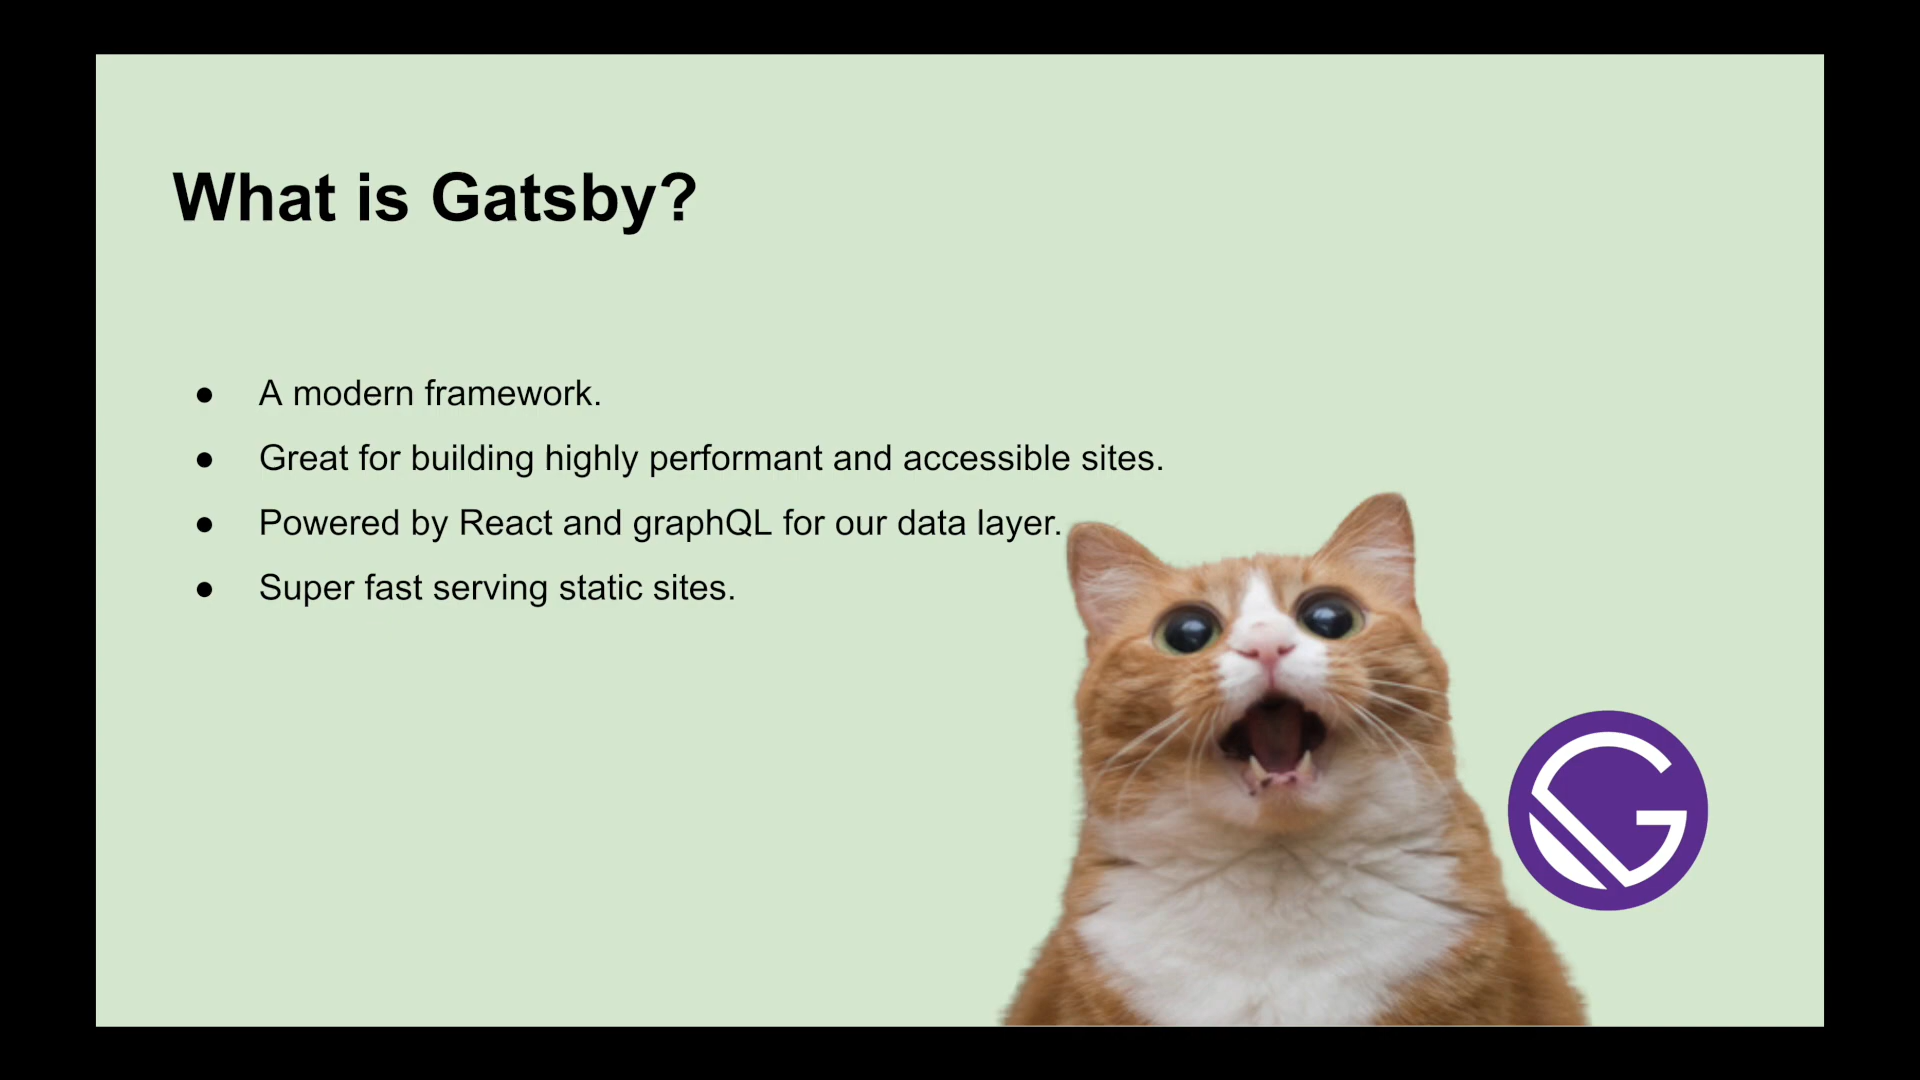 What is Gatsby?
● A modern framework.
● Great for building highly performant and accessible sites.
● Powered by React and graphQL for our data layer.
● Super fast serving static sites.